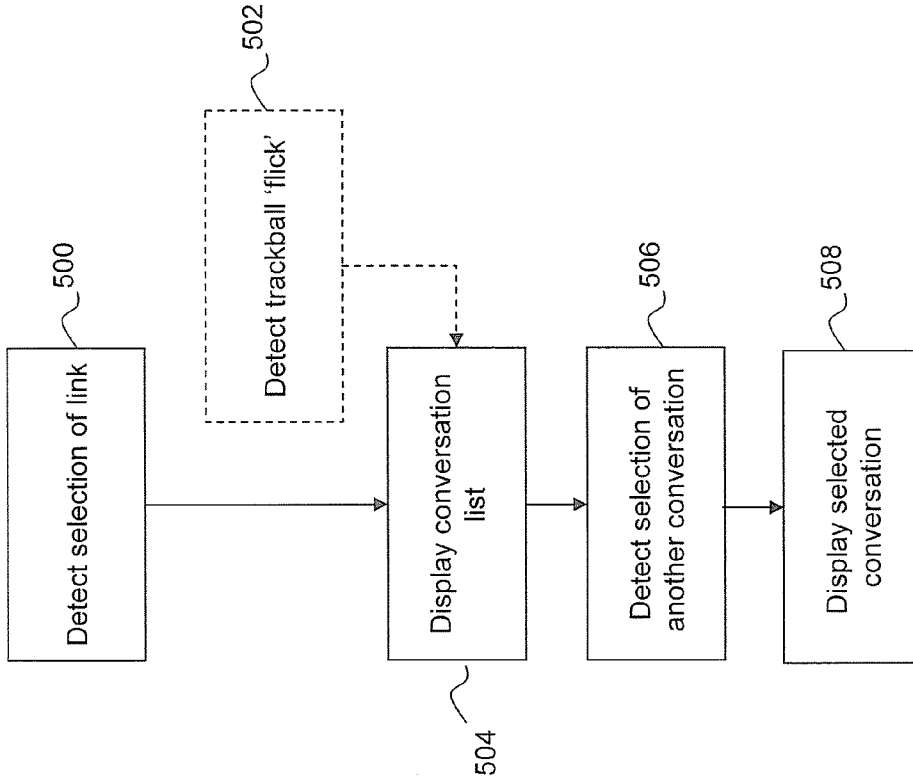 500
Detect selection of link
502
Detect trackball 'flick'
504
Display conversation
list
506
Detect selection of
another conversation
508
Display selected
conversation